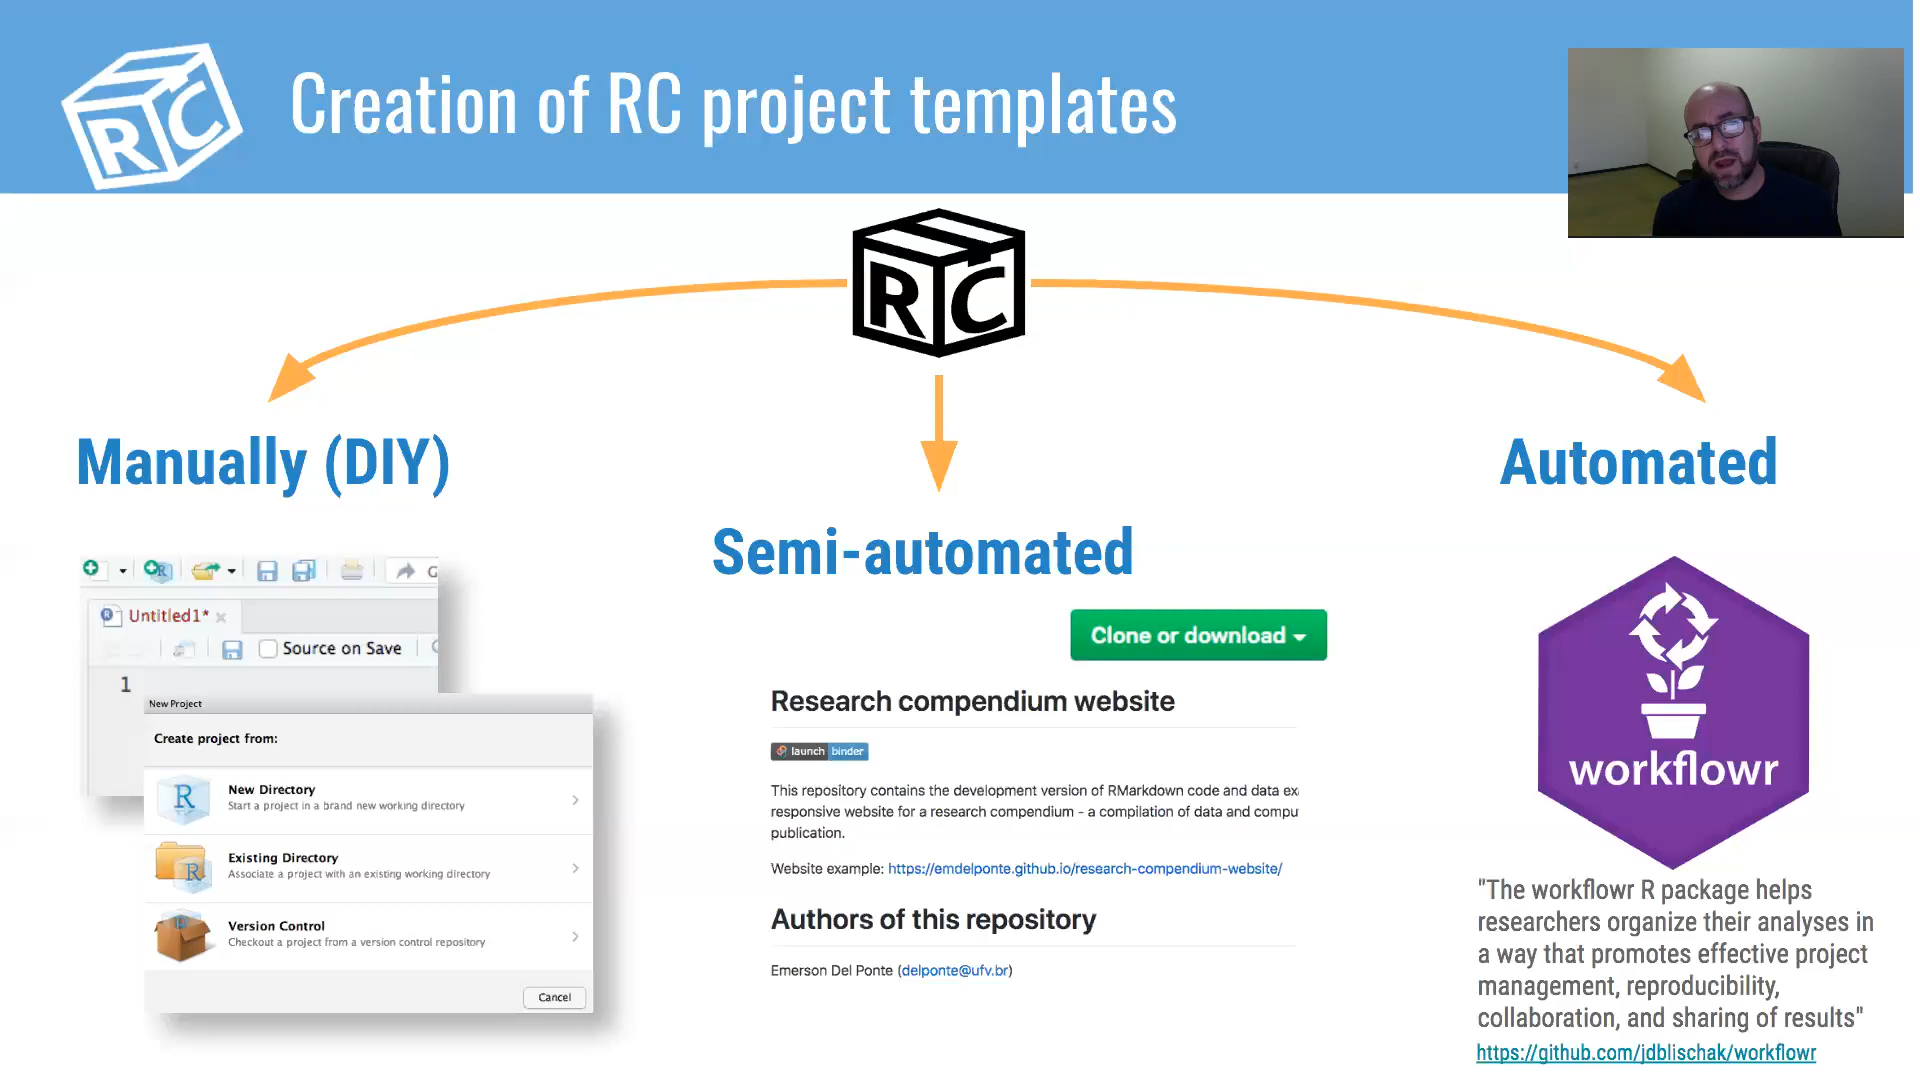 RC
Creation of RC project templates
RC
Manually (DIY)
Semi-automated
Automated
Untitled1*
Source on Save
1
New Project
Create project from:
New Directory
Start a project in a brand new working directory
Existing Directory
Associate a project with an existing working directory
Version Control
Checkout a project from a version control repository
Cancel
Clone or download
Research compendium website
launch binder
This repository contains the development version of RMarkdown code and data
responsive website for a research compendium - a compilation of data and
publication.
Website example: https://emdelponte.github.io/research-compendium-website/
Authors of this repository
Emerson Del Ponte (delponte@ufv.br)
workflowr
"The workflowr R package helps
researchers organize their analyses in
a way that promotes effective project
management, reproducibility,
collaboration, and sharing of results"
https://github.com/jdblischak/workflowr